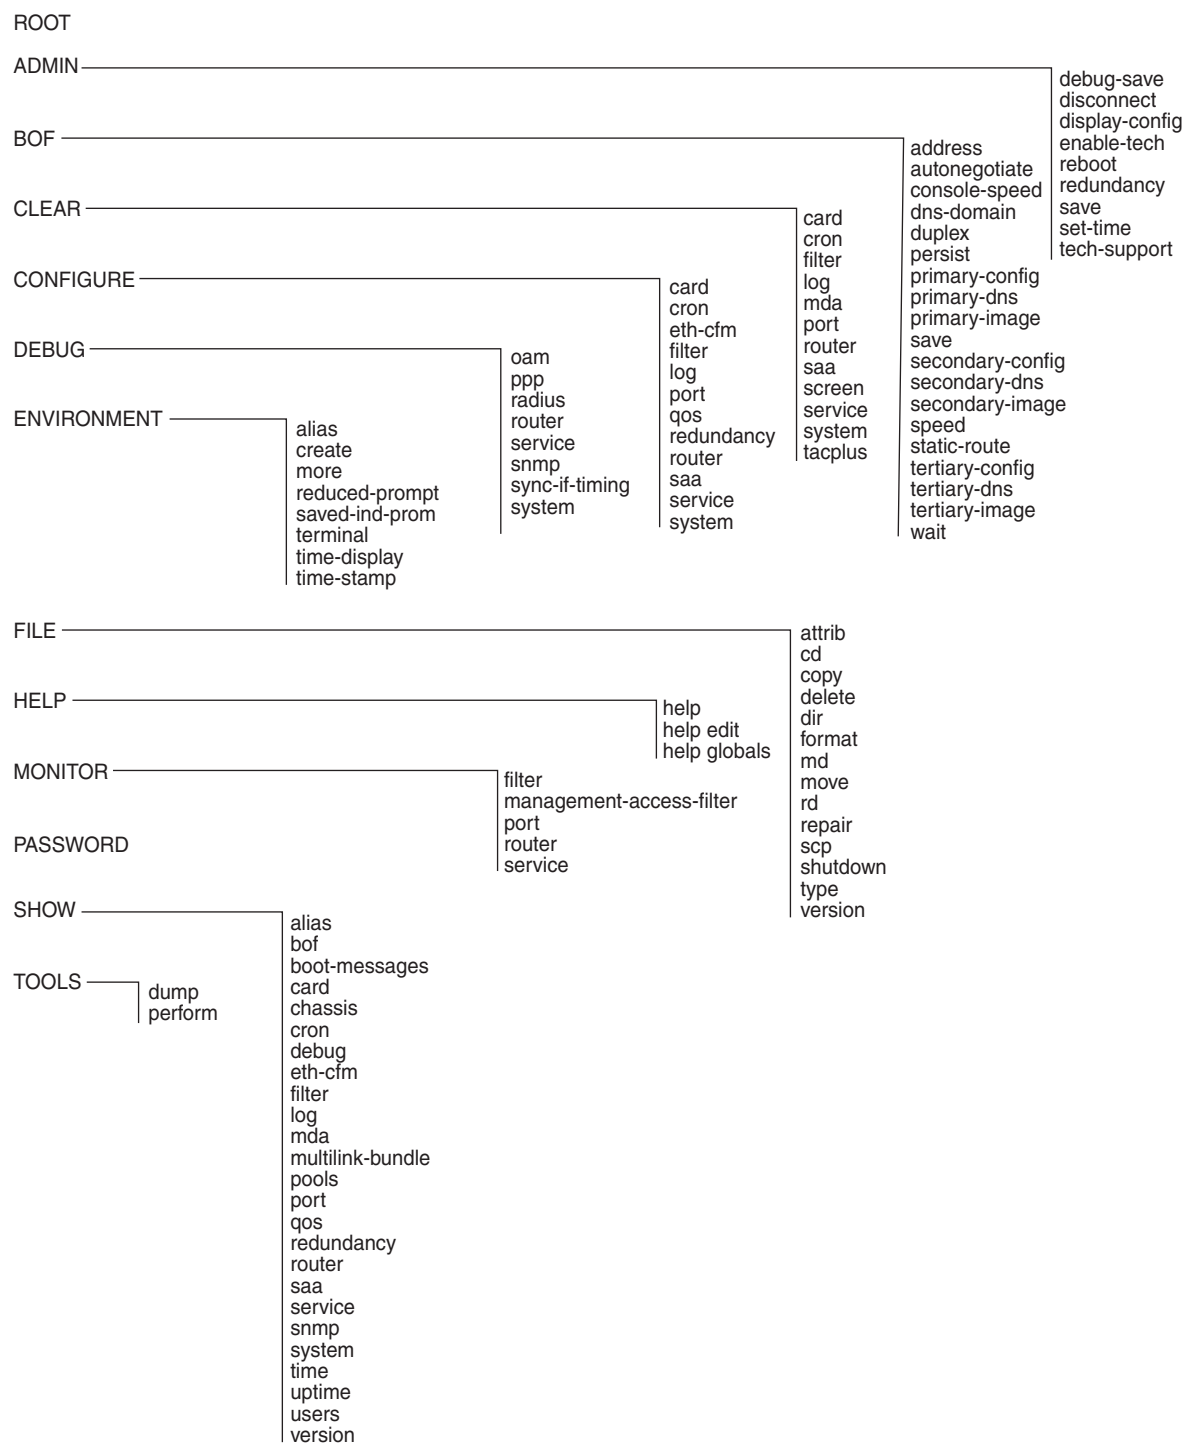 ROOT
ADMIN
debug-save
disconnect
display-config
enable-tech
reboot
redundancy
save
set-time
tech-support
BOF
address
autonegotiate
console-speed
dns-domain
duplex
persist
primary-config
primary-dns
primary-image
save
secondary-config
secondary-dns
secondary-image
speed
static-route
tertiary-config
tertiary-dns
tertiary-image
wait
CLEAR
card
cron
filter
log
mda
port
router
saa
screen
service
system
tacplus
CONFIGURE
card
cron
eth-cfm
filter
log
port
qos
redundancy
router
saa
service
system
DEBUG
oam
ppp
radius
router
service
snmp
sync-if-timing
system
ENVIRONMENT
alias
create
more
reduced-prompt
saved-ind-prom
terminal
time-display
time-stamp
FILE
attrib
cd
copy
delete
dir
format
md
move
rd
repair
scp
shutdown
type
version
HELP
help
help edit
help globals
MONITOR
filter
management-access-filter
port
router
service
PASSWORD
SHOW
alias
bof
boot-messages
card
chassis
cron
debug
eth-cfm
filter
log
mda
multilink-bundle
pools
port
qos
redundancy
router
saa
service
snmp
system
time
uptime
users
version
TOOLS
dump
perform